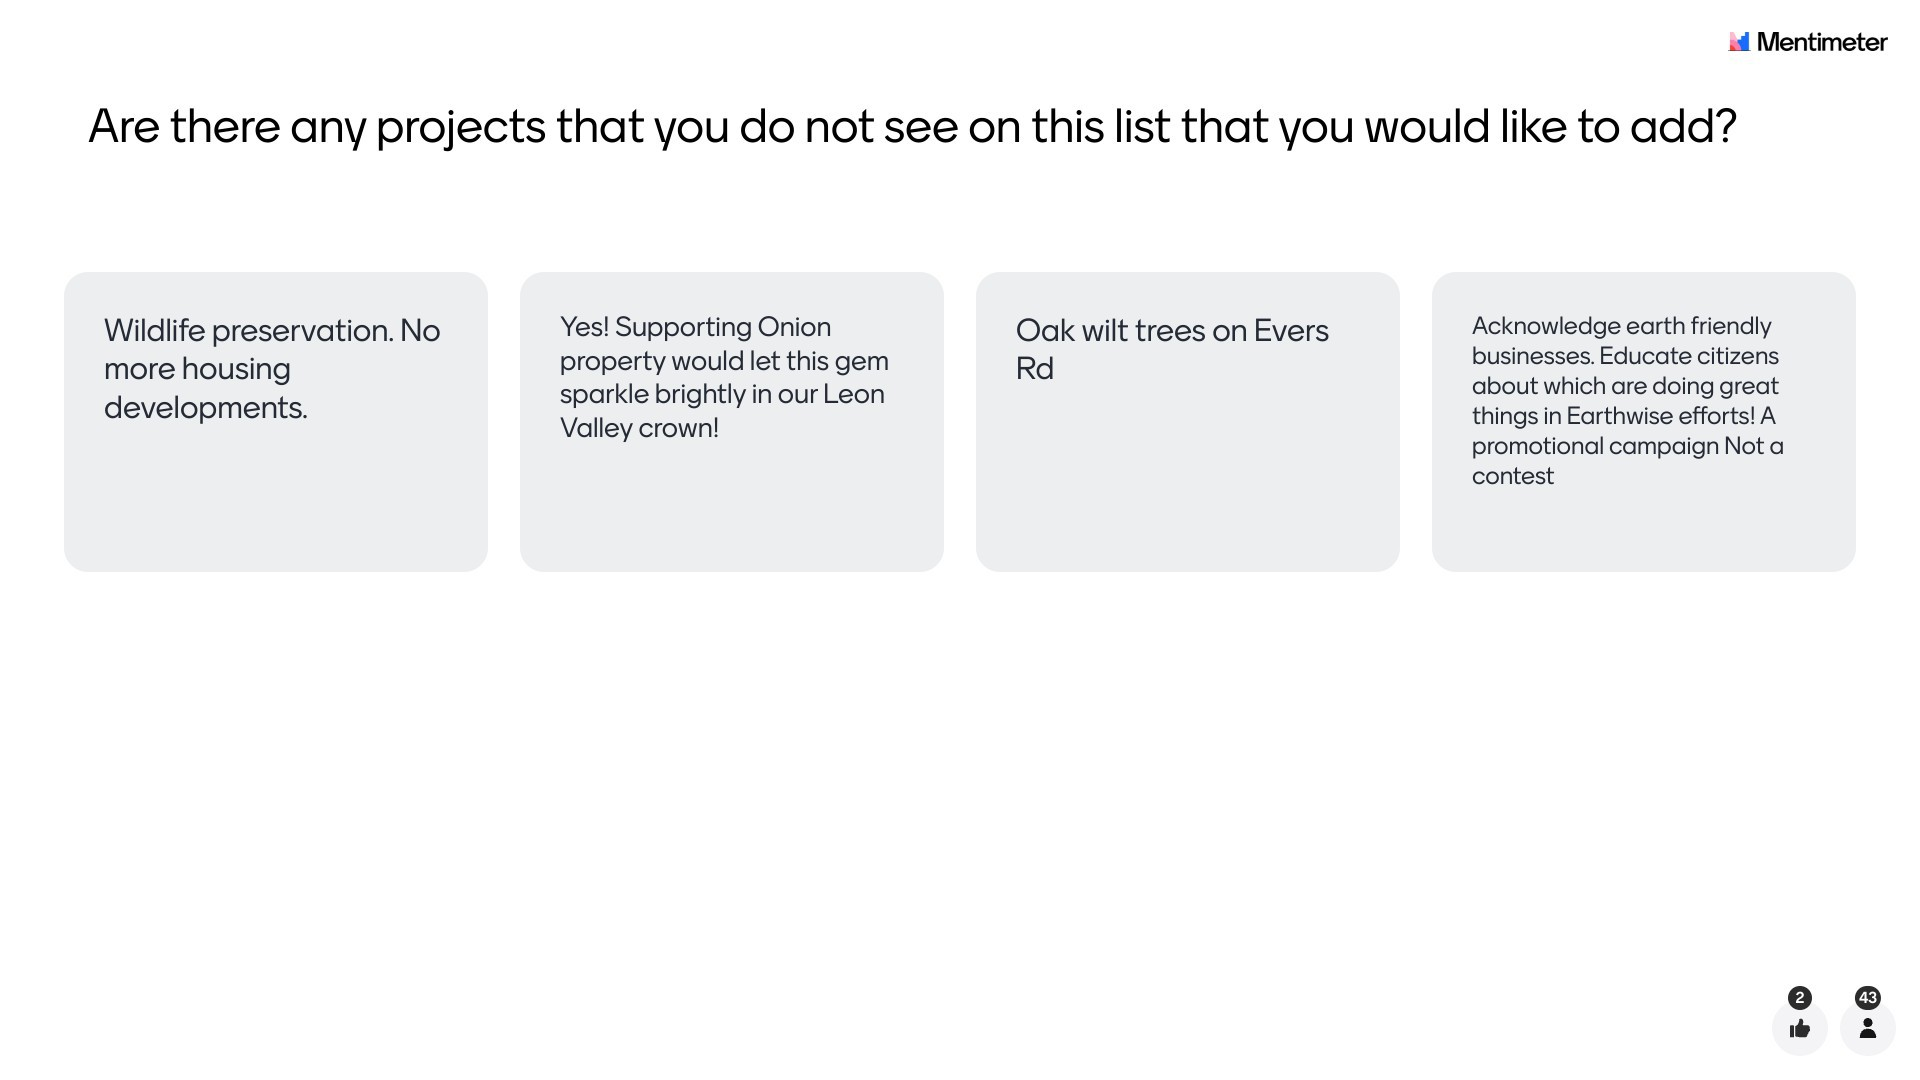 Mentimeter
Are there any projects that you do not see on this list that you would like to add?
Wildlife preservation. No
more housing
developments.
Yes! Supporting Onion
property would let this gem
sparkle brightly in our Leon
Valley crown!
Oak wilt trees on Evers
Rd
Acknowledge earth friendly
businesses. Educate citizens
about which are doing great
things in Earthwise efforts! A
promotional campaign Not a
contest
2
43